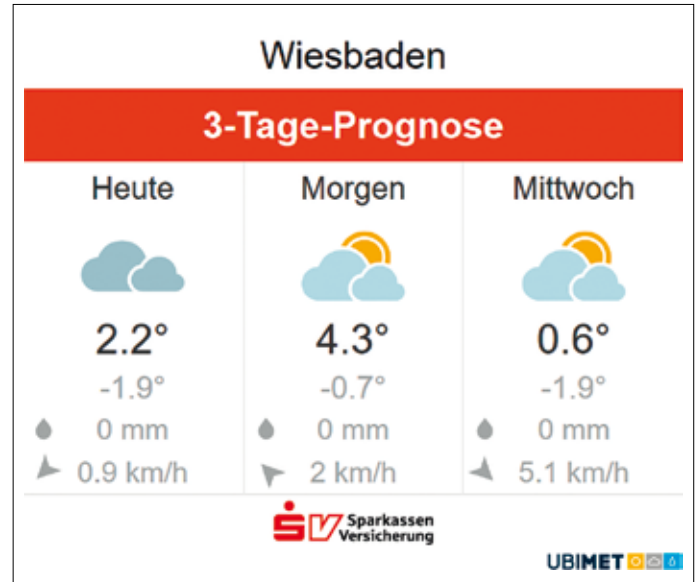 Wiesbaden
3-Tage-Prognose
Heute Morgen Mittwoch
2.2° 4.3° 0.6°
-1.9° -0.7° -1.9°
0 mm 0 mm 0 mm
0.9 km/h 2 km/h 5.1 km/h
Sparkassen
Versicherung
UBIMET